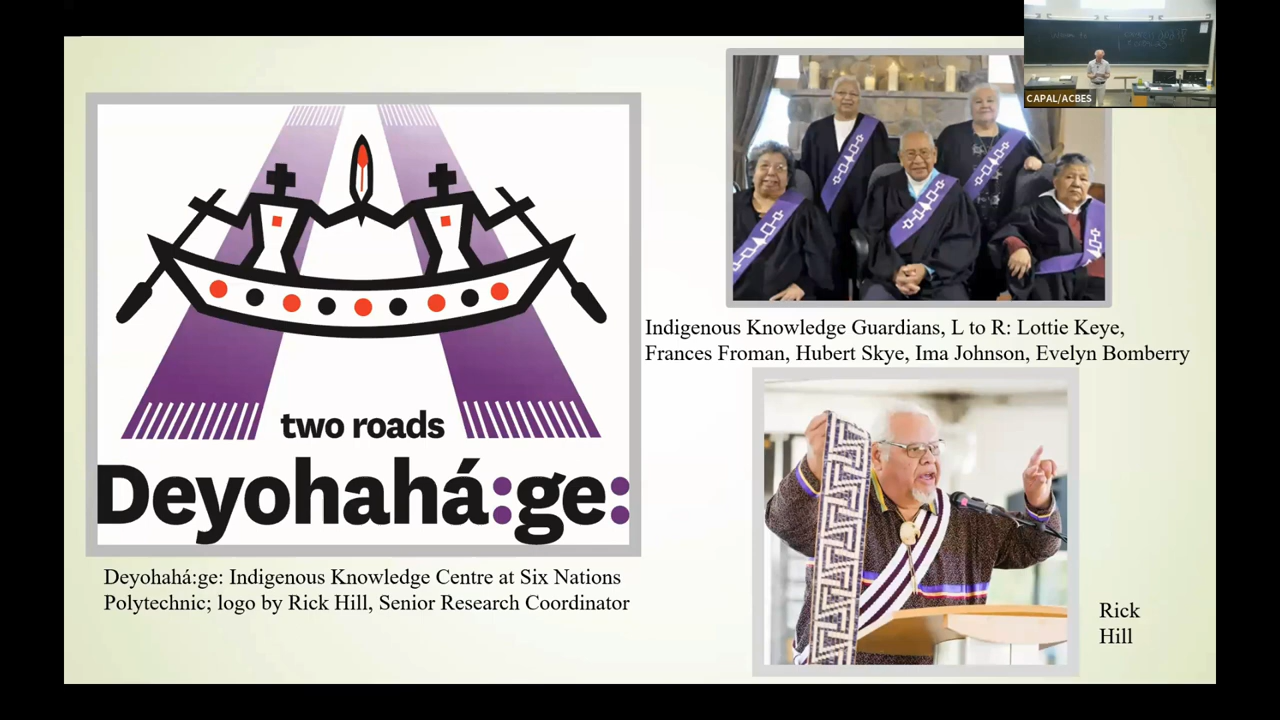 two roads
Deyohahá:ge:
Deyohahá:ge: Indigenous Knowledge Centre at Six Nations
Polytechnic; logo by Rick Hill, Senior Research Coordinator
CAPAL/ACBES
Indigenous Knowledge Guardians, L to R: Lottie Keye,
Frances Froman, Hubert Skye, Ima Johnson, Evelyn Bomberry
Rick
Hill